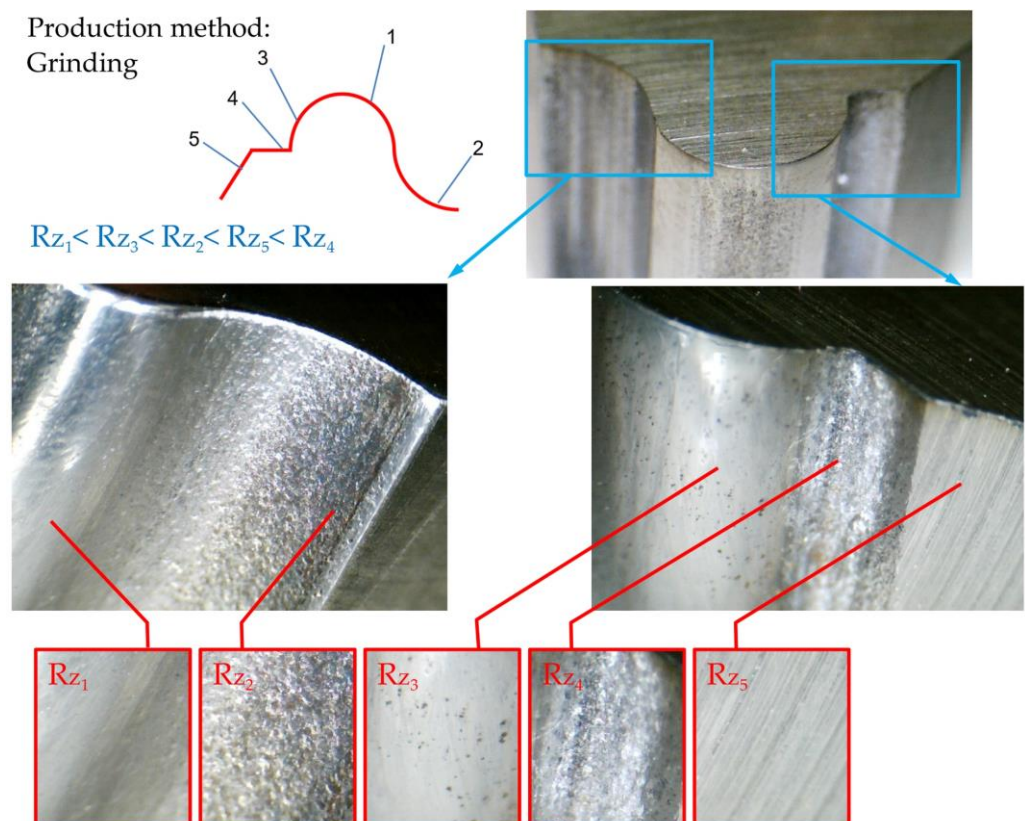 Production method:
Grinding
1
3
4
5
2
Rz₁< Rz₃< Rz₂< Rz₅< Rz₄
Rz₁
Rz₂
Rz₃
Rz₄
Rz₅